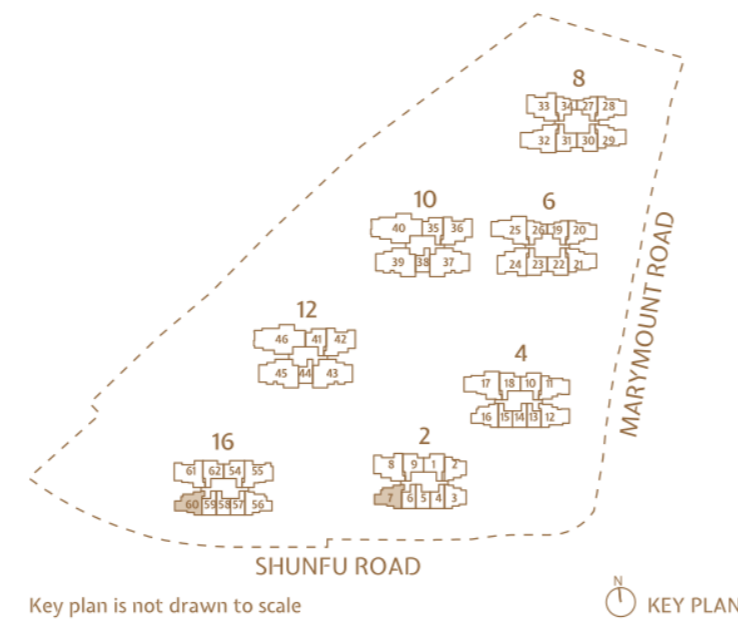 8
33 34 27 28
32 31 30 29
10
40 35 36
39 38 37
6
25 26 19 20
24 23 22 21
12
46 41 42
45 44 43
4
17 18 10 11
16 15 14 13 12
16
61 62 54 55
60 59 58 57 56
2
8 9 1 2
7 6 5 4 3
MARYMOUNT ROAD
SHUNFU ROAD
Key plan is not drawn to scale
N
KEY PLAN